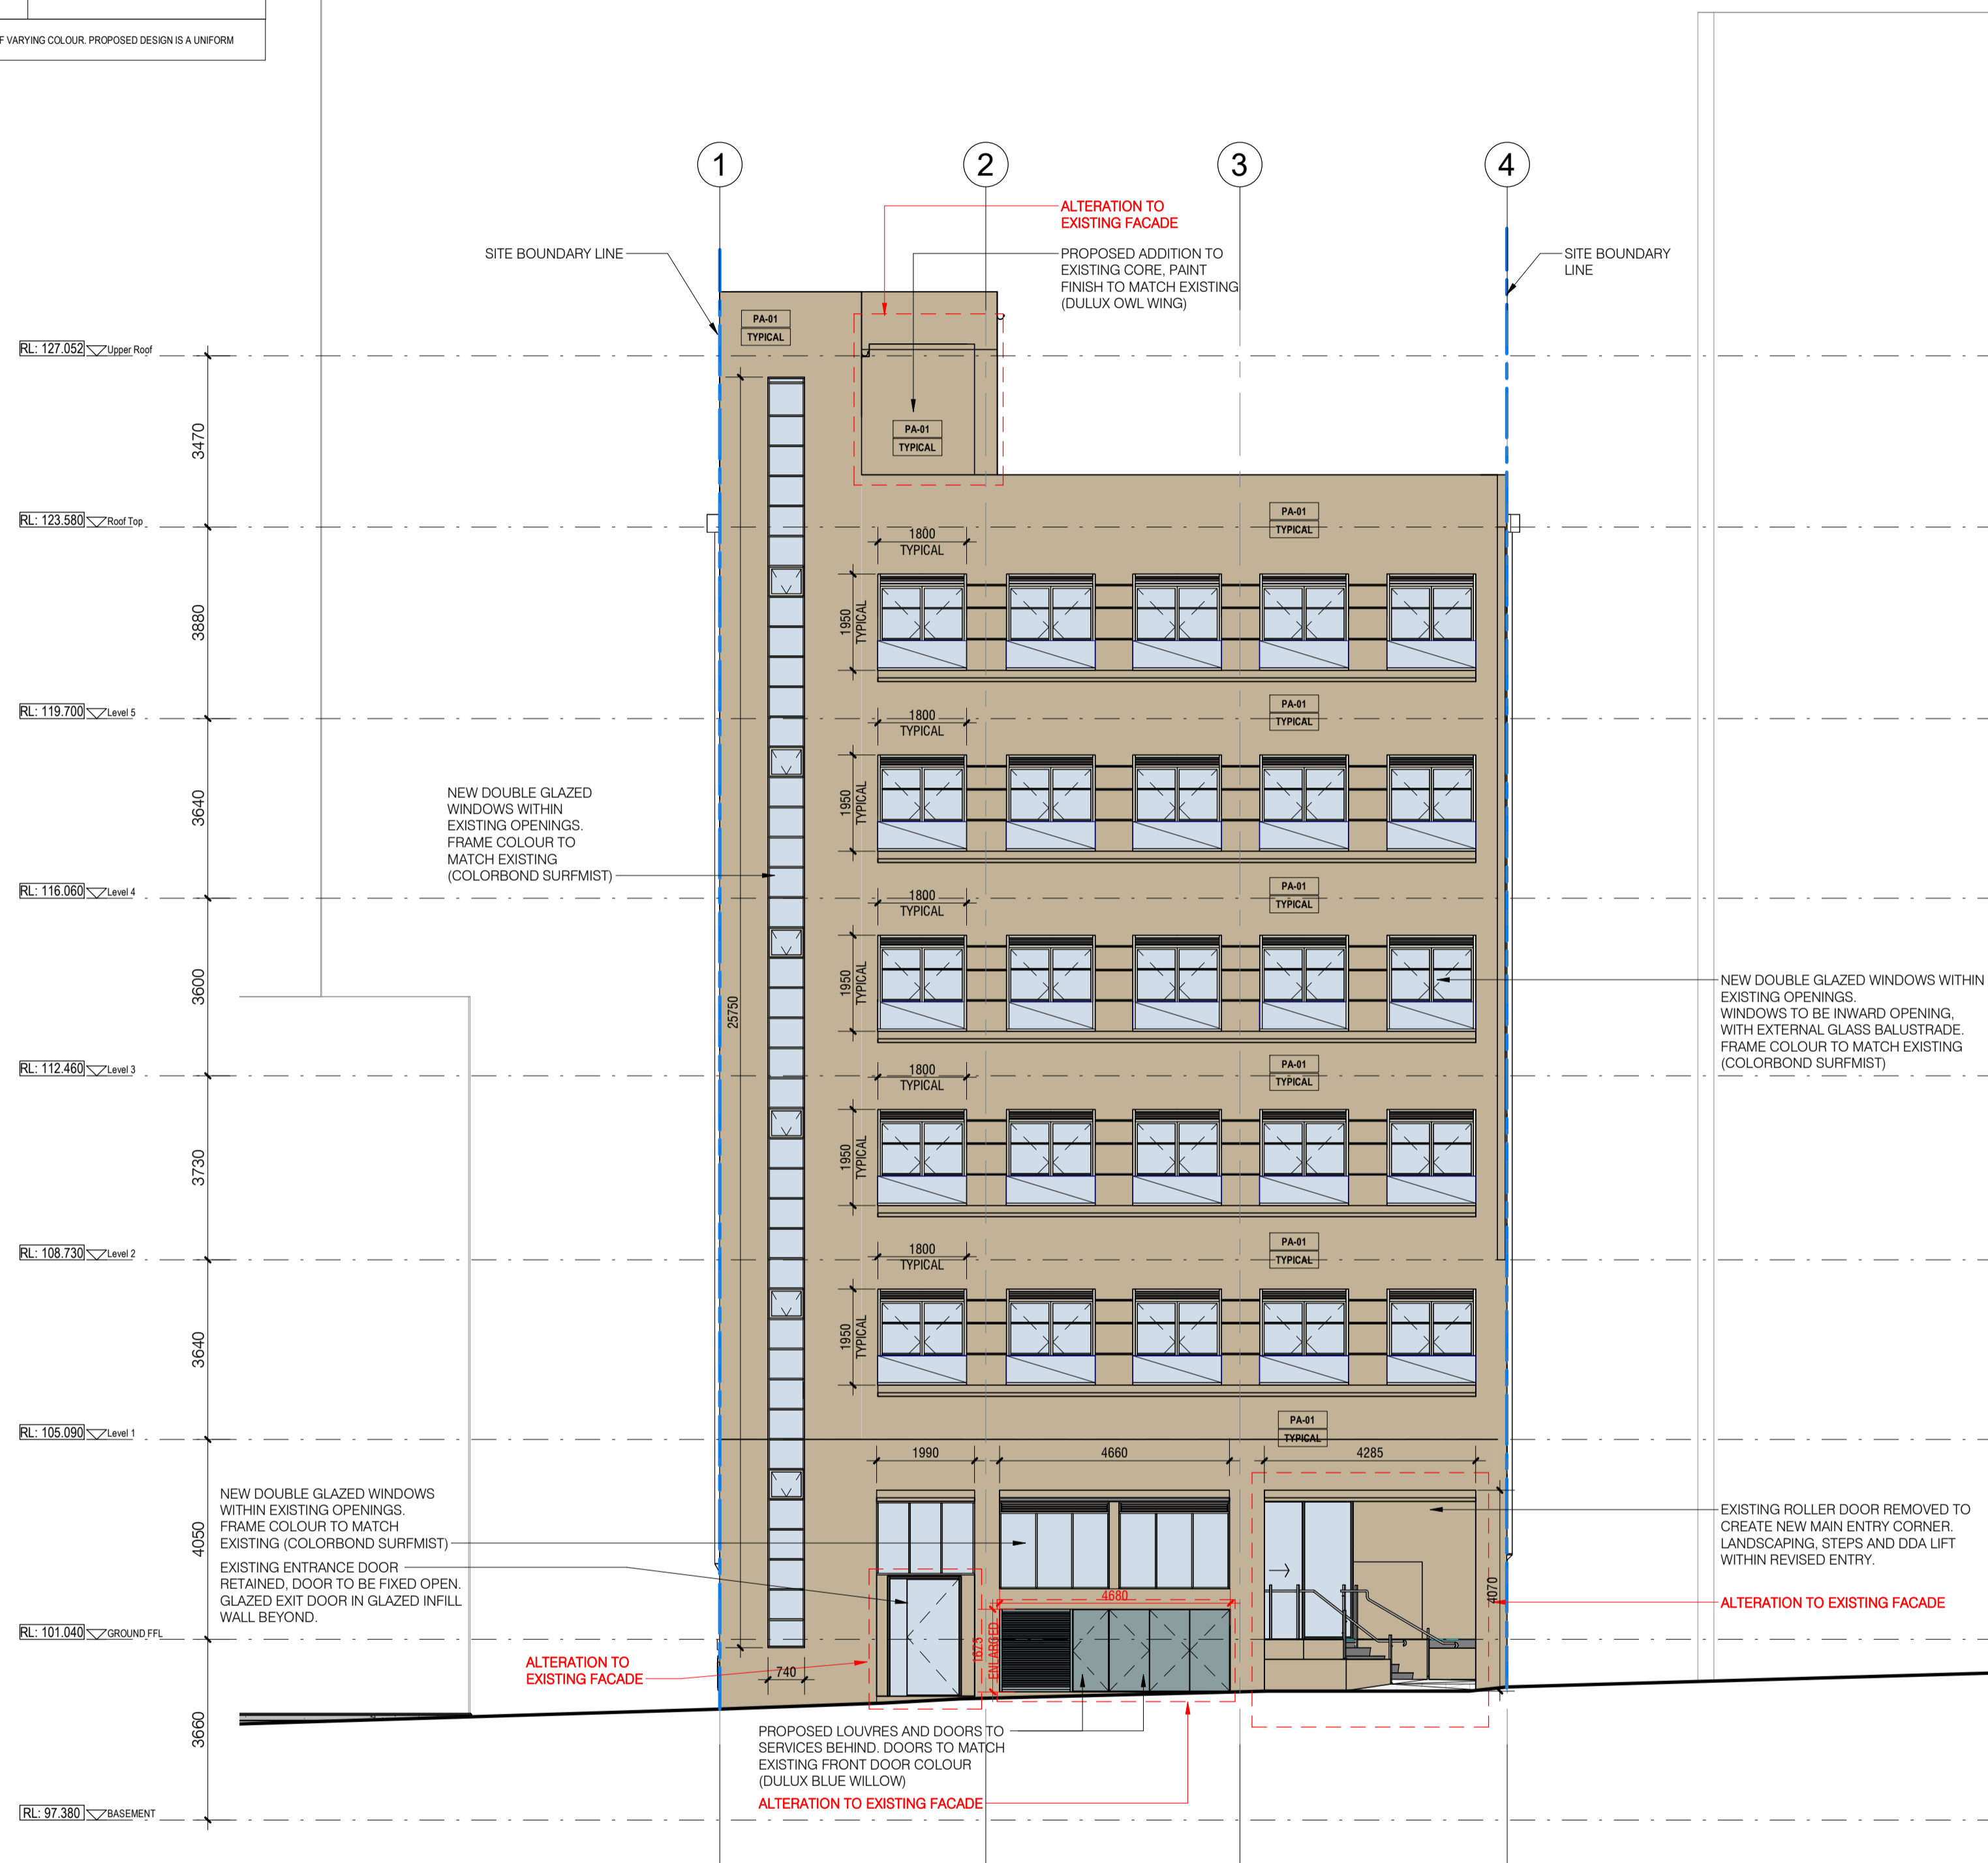 F VARYING COLOUR. PROPOSED DESIGN IS A UNIFORM
1
2
3
4
ALTERATION TO
EXISTING FACADE
SITE BOUNDARY LINE
PROPOSED ADDITION TO
EXISTING CORE, PAINT
FINISH TO MATCH EXISTING
(DULUX OWL WING)
SITE BOUNDARY
LINE
PA-01
TYPICAL
RL: 127.052 Upper Roof
PA-01
TYPICAL
3470
RL: 123.580 Roof Top
PA-01
TYPICAL
1800
TYPICAL
1950
TYPICAL
3880
RL: 119.700 Level 5
PA-01
TYPICAL
1800
TYPICAL
1950
TYPICAL
3640
NEW DOUBLE GLAZED
WINDOWS WITHIN
EXISTING OPENINGS.
FRAME COLOUR TO
MATCH EXISTING
(COLORBOND SURFMIST)
RL: 116.060 Level 4
PA-01
TYPICAL
1800
TYPICAL
1950
TYPICAL
3600
25750
NEW DOUBLE GLAZED WINDOWS WITHIN
EXISTING OPENINGS.
WINDOWS TO BE INWARD OPENING,
WITH EXTERNAL GLASS BALUSTRADE.
FRAME COLOUR TO MATCH EXISTING
(COLORBOND SURFMIST)
RL: 112.460 Level 3
PA-01
TYPICAL
1800
TYPICAL
1950
TYPICAL
3730
RL: 108.730 Level 2
PA-01
TYPICAL
1800
TYPICAL
1950
TYPICAL
3640
RL: 105.090 Level 1
PA-01
TYPICAL
1990
4660
4285
NEW DOUBLE GLAZED WINDOWS
WITHIN EXISTING OPENINGS.
FRAME COLOUR TO MATCH
EXISTING (COLORBOND SURFMIST)
EXISTING ENTRANCE DOOR
RETAINED, DOOR TO BE FIXED OPEN.
GLAZED EXIT DOOR IN GLAZED INFILL
WALL BEYOND.
4050
EXISTING ROLLER DOOR REMOVED TO
CREATE NEW MAIN ENTRY CORNER.
LANDSCAPING, STEPS AND DDA LIFT
WITHIN REVISED ENTRY.
4070
ALTERATION TO EXISTING FACADE
4680
1675
ENLARGED
RL: 101.040 GROUND FFL
ALTERATION TO
EXISTING FACADE
740
3660
PROPOSED LOUVRES AND DOORS TO
SERVICES BEHIND. DOORS TO MATCH
EXISTING FRONT DOOR COLOUR
(DULUX BLUE WILLOW)
ALTERATION TO EXISTING FACADE
RL: 97.380 BASEMENT